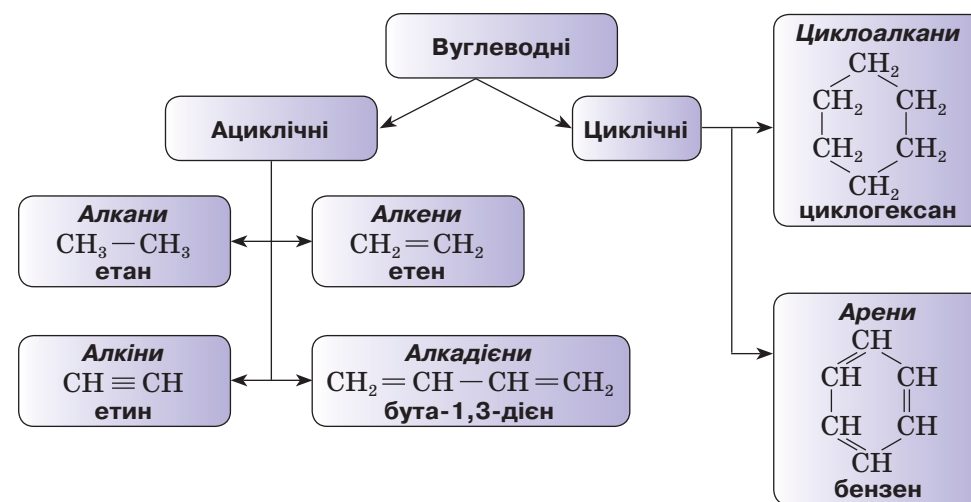 Вуглеводні
Ациклічні
Циклічні
Алкани
CH₃—CH₃
етан
Алкени
CH₂=CH₂
етен
Алкіни
CH≡CH
етин
Алкадієни
CH₂=CH—CH=CH₂
бута-1,3-дієн
Циклоалкани
CH₂
CH₂ CH₂
CH₂ CH₂
CH₂
циклогексан
Арени
CH
CH CH
CH CH
CH
бензен